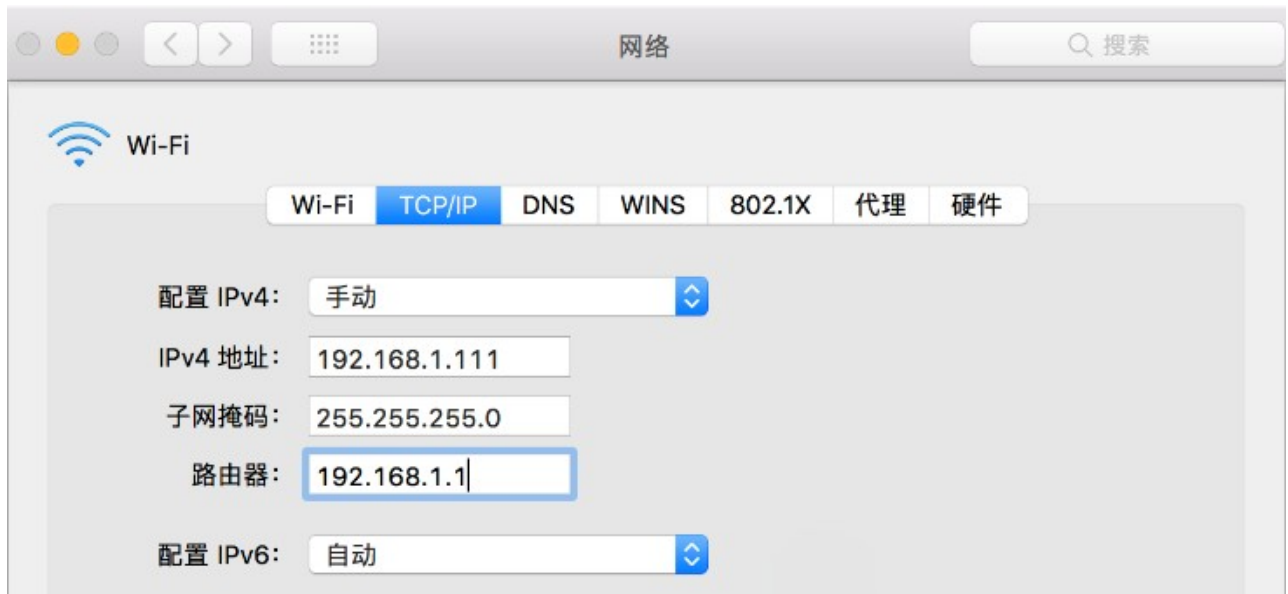 网络
搜索
Wi-Fi
Wi-Fi TCP/IP DNS WINS 802.1X 代理 硬件
配置 IPv4： 手动
IPv4 地址： 192.168.1.111
子网掩码： 255.255.255.0
路由器： 192.168.1.1
配置 IPv6： 自动